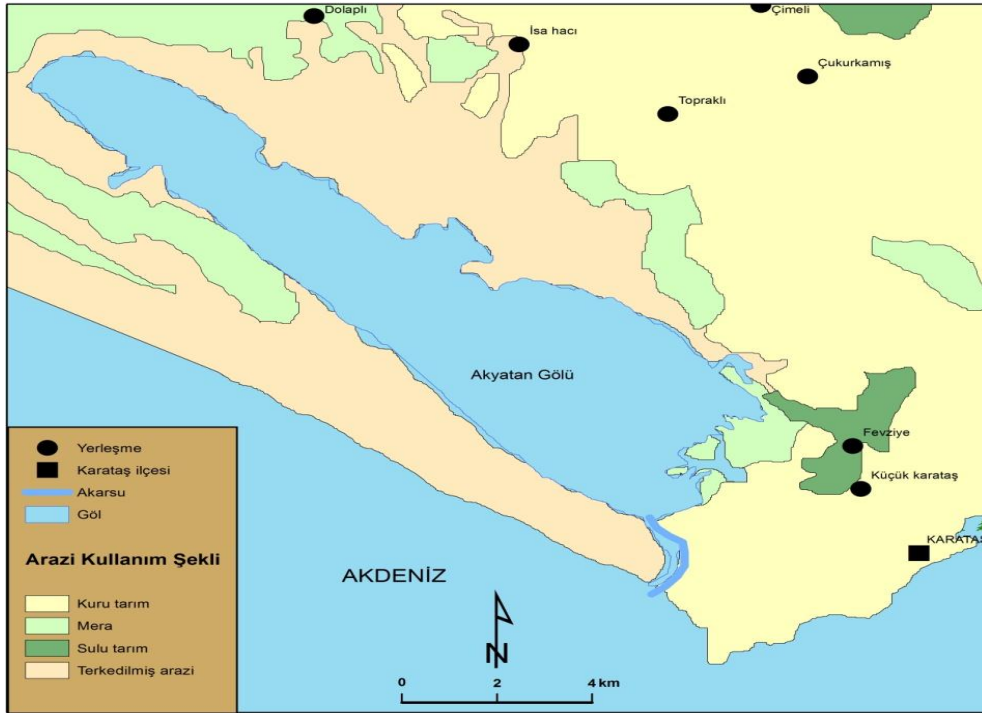 Dolaplı
Çimeli
İsa hacı
Çukurkamış
Topraklı
Akyatan Gölü
Fevziye
Küçük karataş
KARATAŞ
AKDENİZ
Yerleşme
Karataş ilçesi
Akarsu
Göl
Arazi Kullanım Şekli
Kuru tarım
Mera
Sulu tarım
Terkedilmiş arazi
N
0 2 4 km